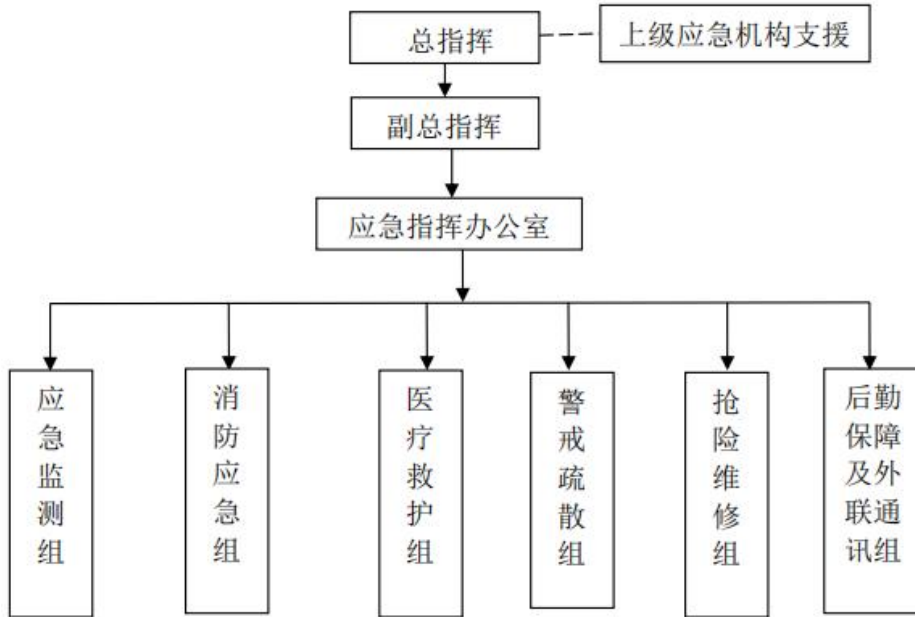 总指挥
上级应急机构支援
副总指挥
应急指挥办公室
应急监测组
消防应急组
医疗救护组
警戒疏散组
抢险维修组
后勤
保障
及外
联通
讯组